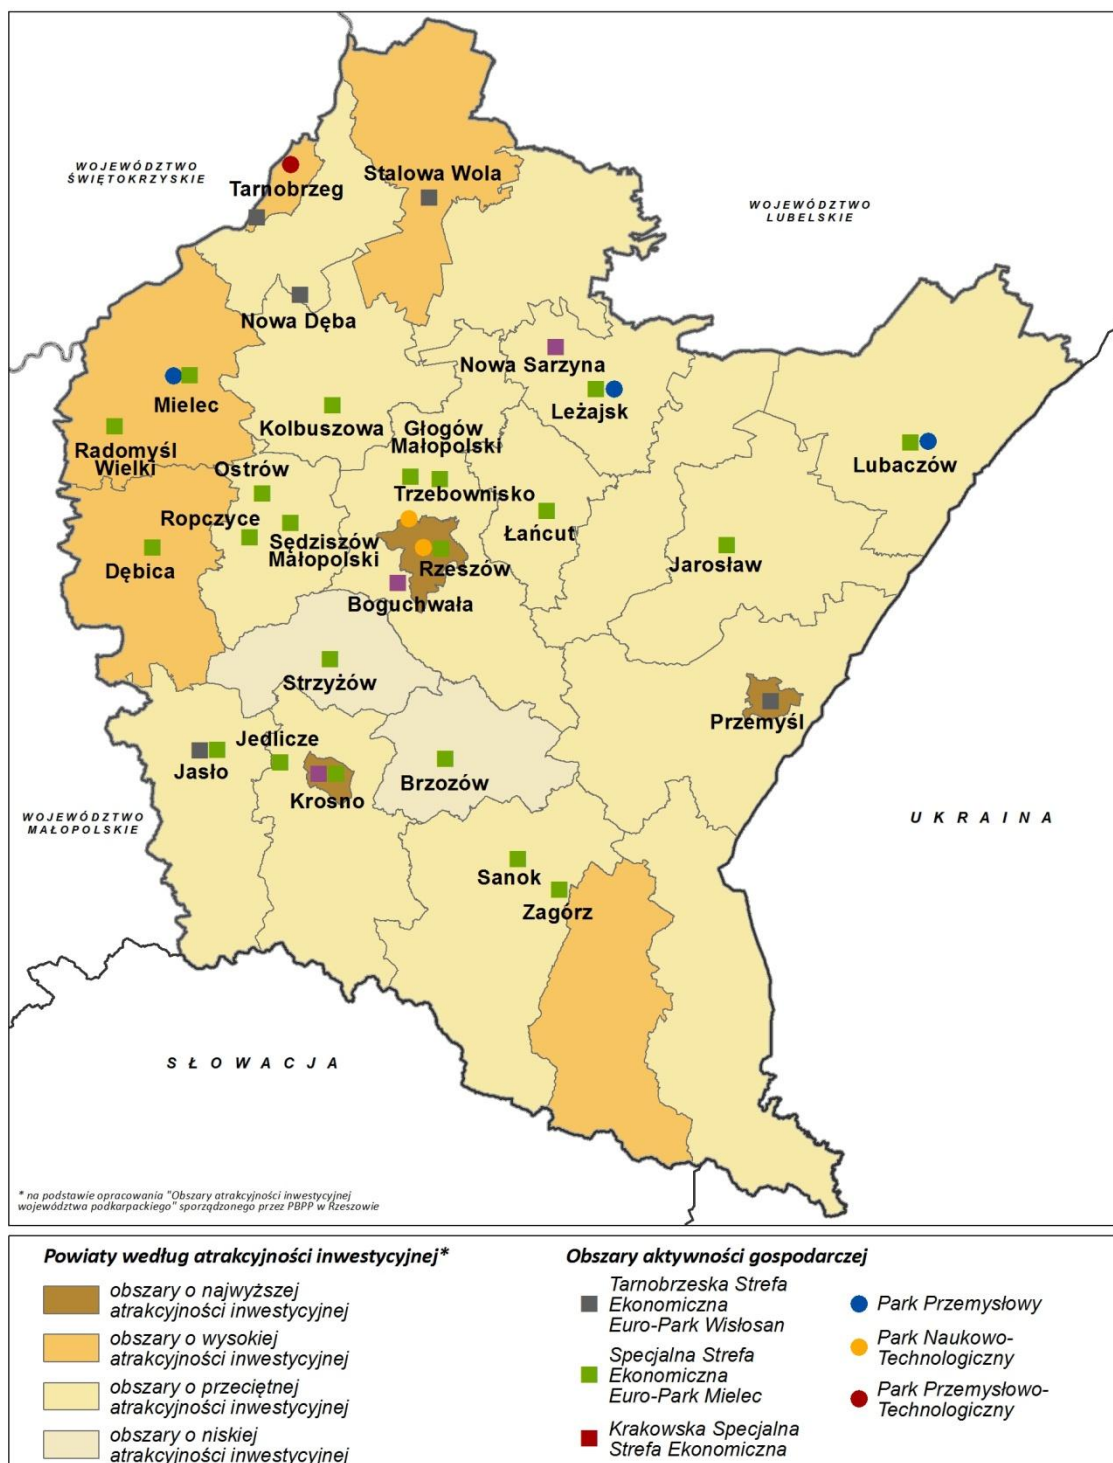 WOJEWÓDZTWO
ŚWIĘTOKRZYSKIE
Tarnobrzeg
Stalowa Wola
WOJEWÓDZTWO
LUBELSKIE
Nowa Dęba
Nowa Sarzyna
Mielec
Leżajsk
Kolbuszowa
Głogów
Małopolski
Radomyśl
Wielki
Lubaczów
Ostrów
Trzebownisko
Ropczyce
Łańcut
Sędziszów
Małopolski
Dębica
Rzeszów
Jarosław
Boguchwała
Strzyżów
Przemyśl
Jedlicze
Jasło
Krosno
Brzozów
WOJEWÓDZTWO
MAŁOPOLSKIE
UKRAINA
Sanok
Zagórz
SŁOWACJA
* na podstawie opracowania "Obszary atrakcyjności inwestycyjnej
województwa podkarpackiego" sporządzonego przez PBPP w Rzeszowie
Powiaty według atrakcyjności inwestycyjnej*
obszary o najwyższej
atrakcyjności inwestycyjnej
obszary o wysokiej
atrakcyjności inwestycyjnej
obszary o przeciętnej
atrakcyjności inwestycyjnej
obszary o niskiej
atrakcyjności inwestycyjnej
Obszary aktywności gospodarczej
Tarnobrzeska Strefa
Ekonomiczna
Euro-Park Wisłosan
Specjalna Strefa
Ekonomiczna
Euro-Park Mielec
Krakowska Specjalna
Strefa Ekonomiczna
Park Przemysłowy
Park Naukowo-
Technologiczny
Park Przemysłowo-
Technologiczny